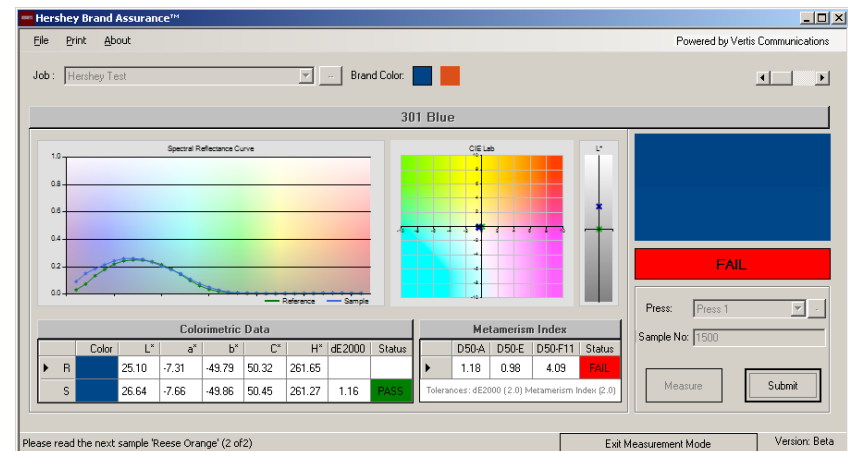 Hershey Brand Assurance™
File Print About Powered by Vertis Communications
Job : Hershey Test .. Brand Color:
301 Blue
Spectral Reflectance Curve
1.0
0.8
0.6
0.4
0.2
0.0
Reference Sample
CIE Lab
L*
FAIL
Colorimetric Data
Color L* a* b* C* H* dE2000 Status
R 25.10 -7.31 -49.79 50.32 261.65
S 26.64 -7.66 -49.86 50.45 261.27 1.16 PASS
Metamerism Index
D50-A D50-E D50-F11 Status
1.18 0.98 4.09 FAIL
Tolerances: dE2000 (2.0) Metamerism Index (2.0)
Press: Press 1 ..
Sample No: 1500
Measure Submit
Please read the next sample 'Reese Orange' (2 of2) Exit Measurement Mode Version: Beta